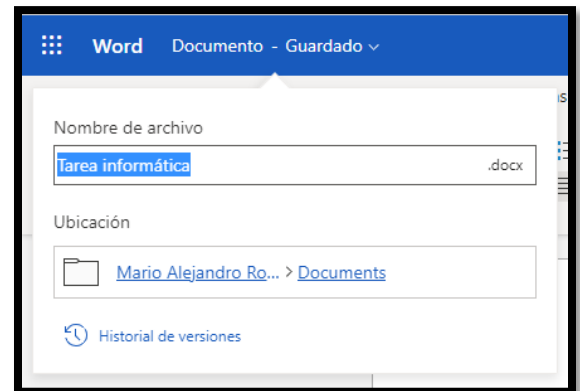 Word Documento - Guardado
Nombre de archivo
Tarea informática .docx
Ubicación
Mario Alejandro Ro... > Documents
Historial de versiones